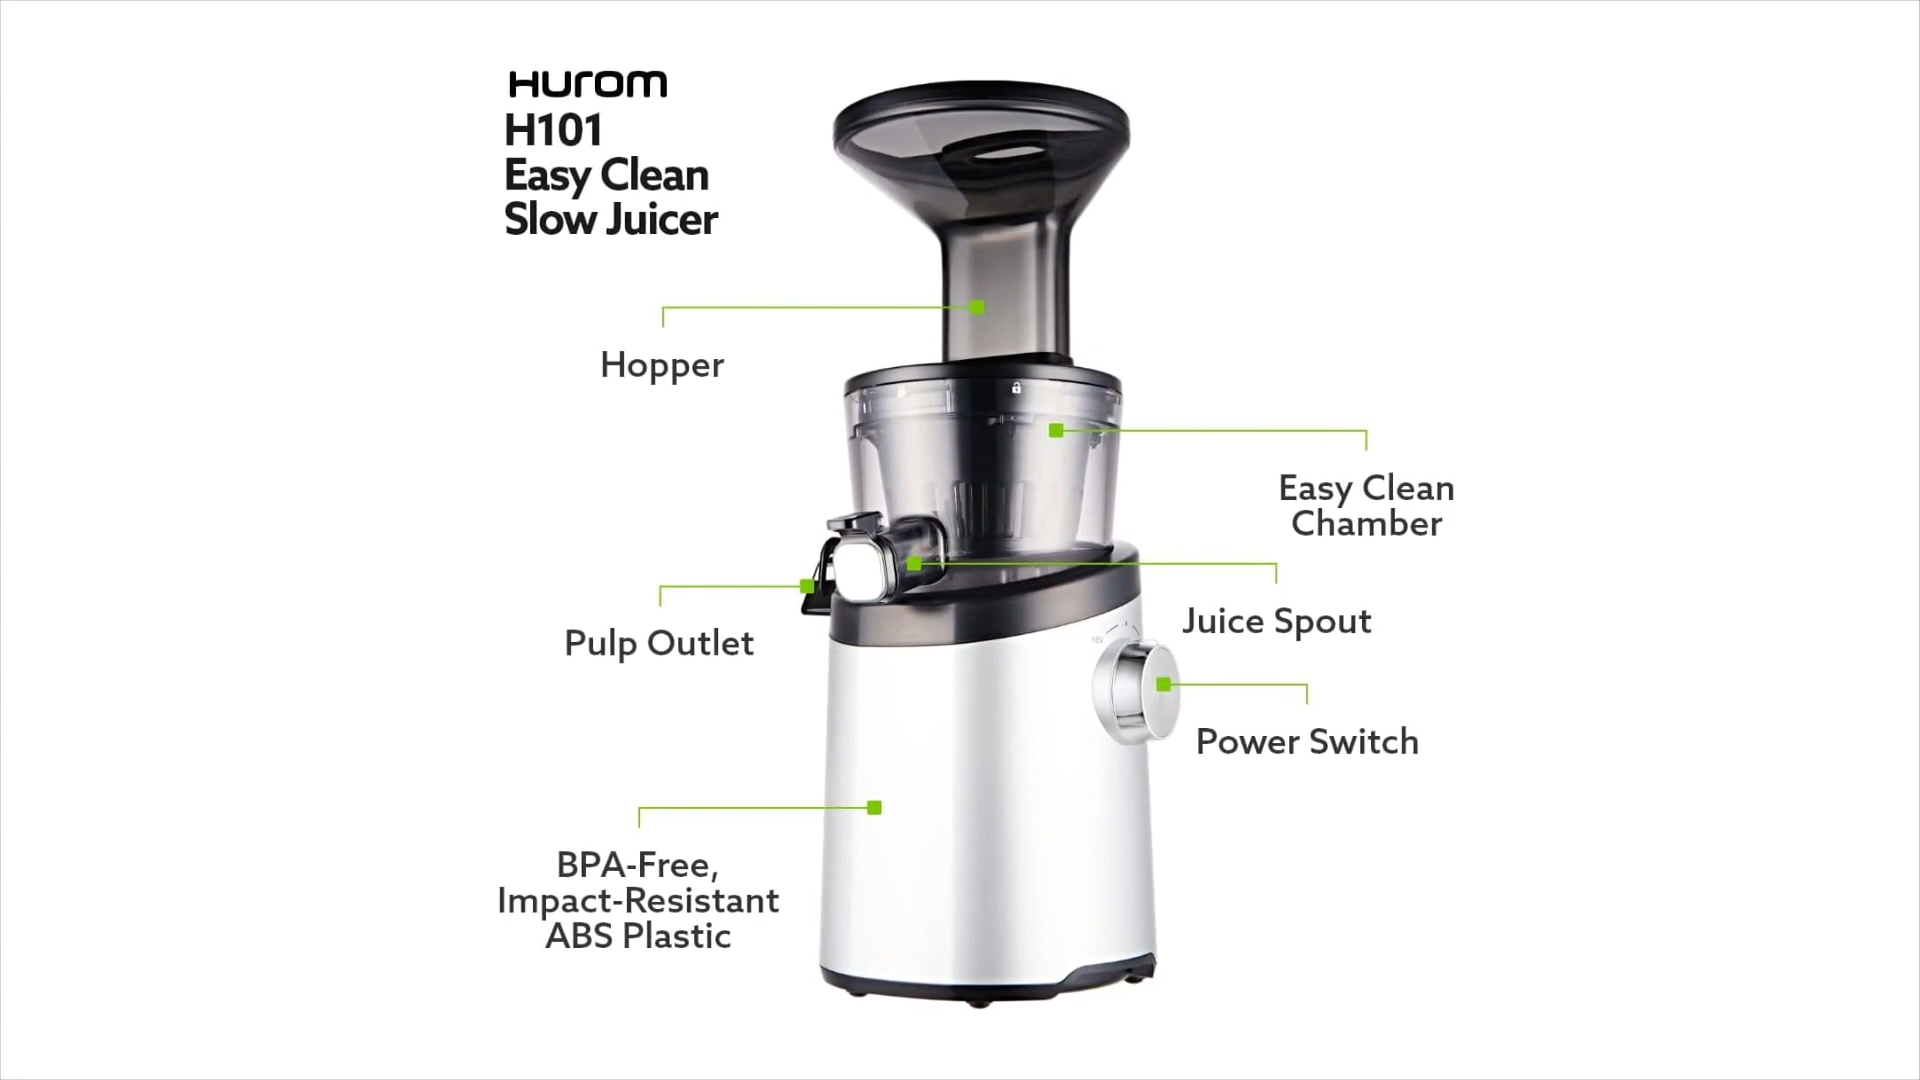 Hurom
H101
Easy Clean
Slow Juicer
Hopper
Easy Clean
Chamber
Pulp Outlet
Juice Spout
Power Switch
BPA-Free,
Impact-Resistant
ABS Plastic